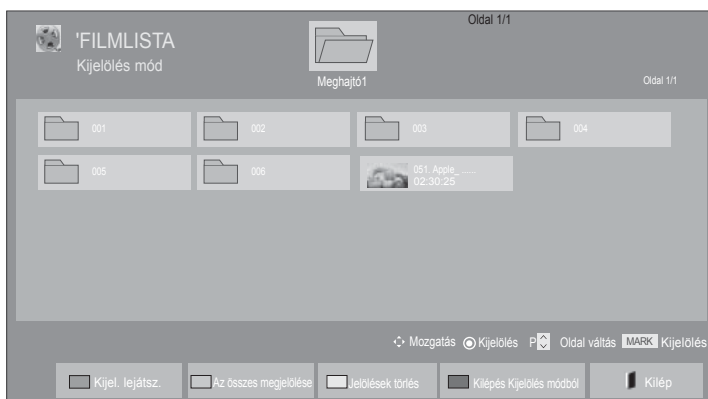 Oldal 1/1
'FILMLISTA
Kijelölés mód
Meghajtó1
Oldal 1/1
001
002
003
004
005
006
051. Apple_ ......
02:30:25
Mozgatás Kijelölés P Oldal váltás MARK Kijelölés
Kijel. lejátsz. Az összes megjelölése Jelölések törlés Kilépés Kijelölés módból Kilép